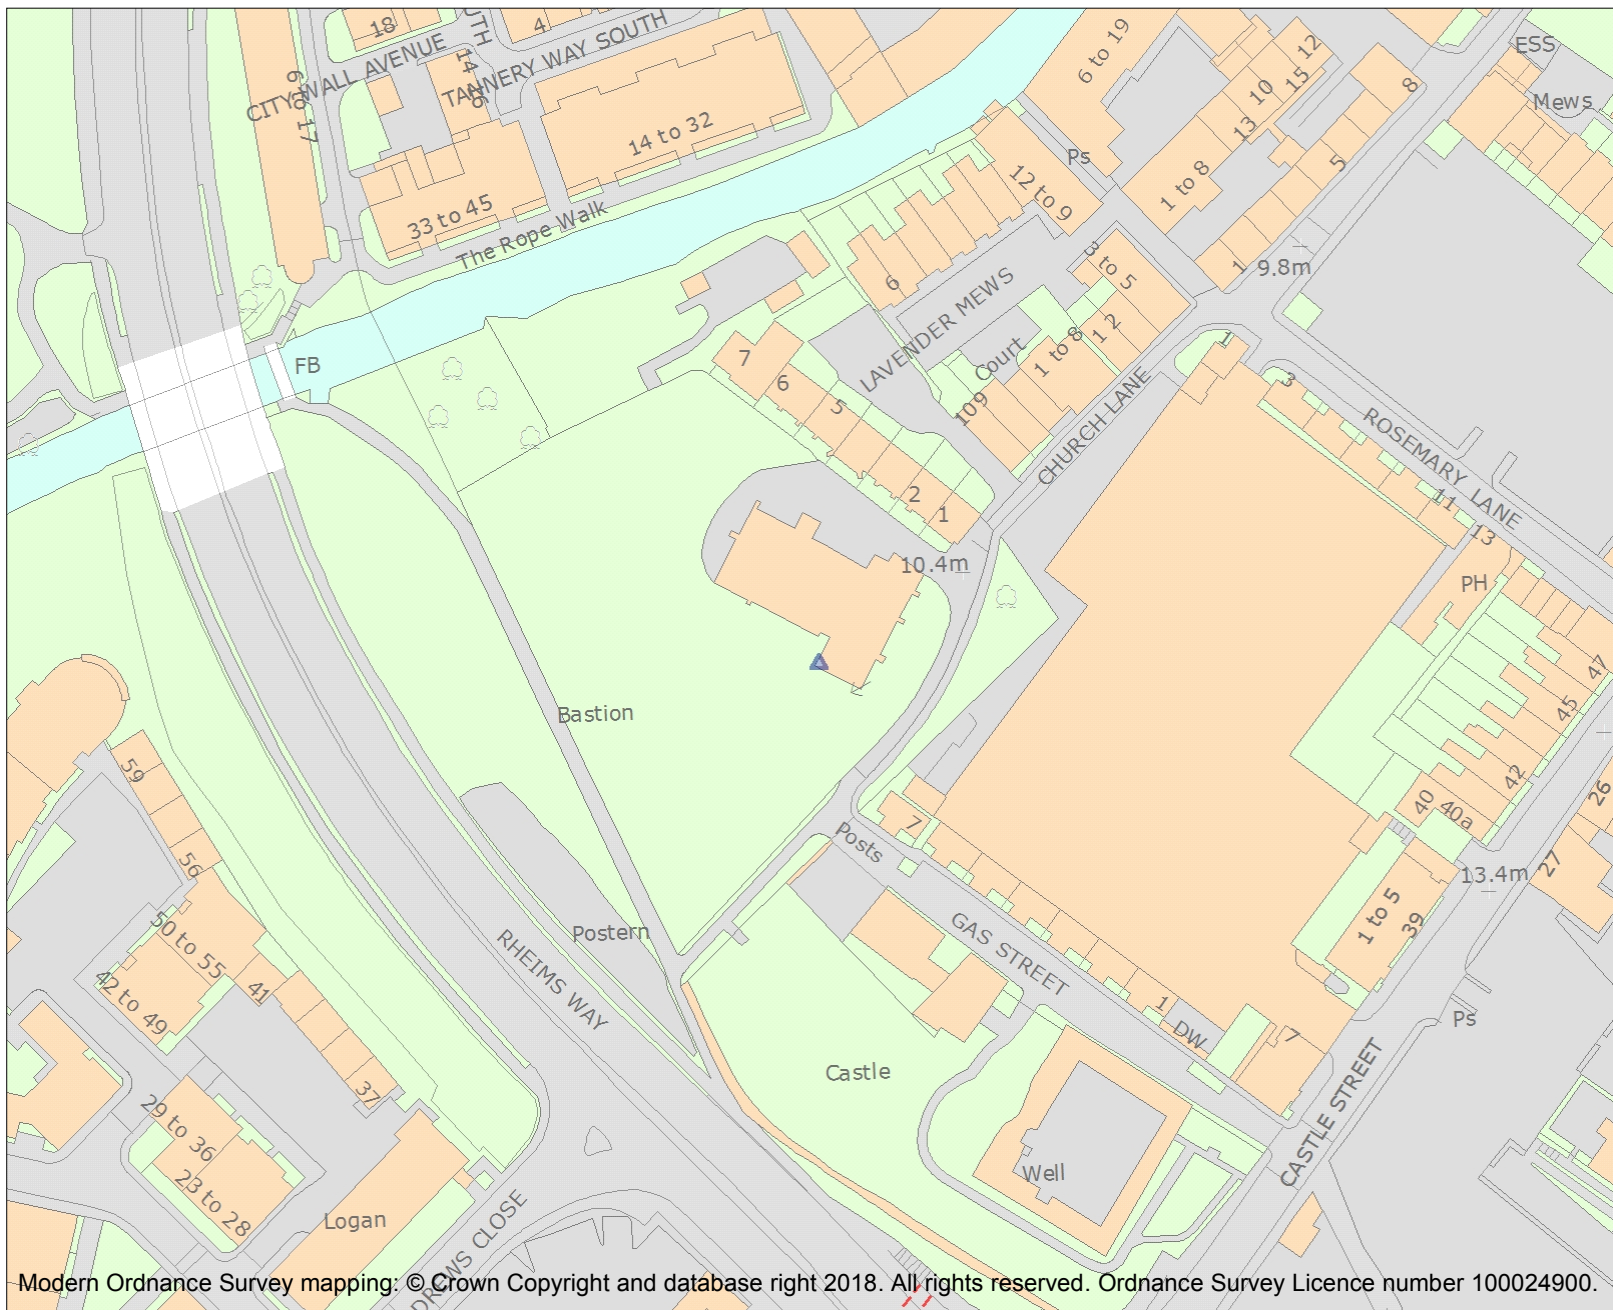 18
4
ESS
CITY WALL AVENUE
UTH
14
16
TANNERY WAY SOUTH
6 to 17
6 to 19
12
15
10
13
8
Mews
14 to 32
Ps
1 to 8
5
12 to 9
33 to 45
The Rope Walk
6
3 to 5
1
9.8m
LAVENDER MEWS
FB
7
6
5
Court
1 to 8
1 2
1
3
109
CHURCH LANE
ROSEMARY LANE
11
13
2
1
10.4m
PH
47
45
Bastion
59
42
40
40a
26
7
Posts
56
13.4m
27
50 to 55
Postern
GAS STREET
1 to 5
39
RHEIMS WAY
42 to 49
41
1
DW
7
Ps
Castle
37
29 to 36
CASTLE STREET
Well
23 to 28
Logan
DREWS CLOSE
Modern Ordnance Survey mapping: © Crown Copyright and database right 2018. All rights reserved. Ordnance Survey Licence number 100024900.